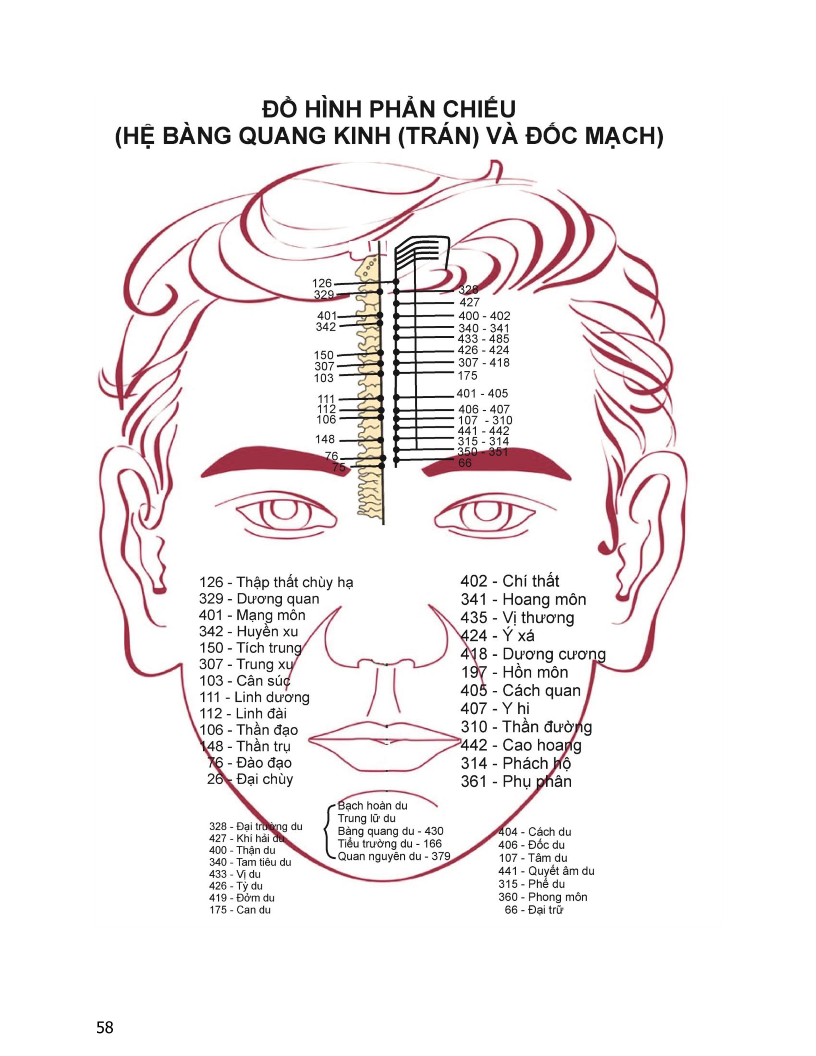 ĐỒ HÌNH PHẢN CHIẾU
(HỆ BÀNG QUANG KINH (TRÁN) VÀ ĐỐC MẠCH)
126
329
401
342
150
307
103
111
112
106
148
76
75
328
427
400 - 402
340 - 341
433 - 485
426 - 424
307 - 418
175
401 - 405
406 - 407
107 - 310
441 - 442
315 - 314
350 - 351
66
126 - Thập thất chùy hạ
329 - Dương quan
401 - Mạng môn
342 - Huyền xu
150 - Tích trung
307 - Trung xu
103 - Cân súc
111 - Linh dương
112 - Linh đài
106 - Thần đạo
148 - Thần trụ
76 - Đào đạo
26 - Đại chùy
402 - Chí thất
341 - Hoang môn
435 - Vị thương
424 - Ý xá
418 - Dương cương
197 - Hồn môn
405 - Cách quan
407 - Y hi
310 - Thần đường
442 - Cao hoang
314 - Phách hộ
361 - Phụ phân
328 - Đại trường du
427 - Khí hải du
400 - Thận du
340 - Tam tiêu du
433 - Vị du
426 - Tỳ du
419 - Đởm du
175 - Can du
Bạch hoàn du
Trung lữ du
Bàng quang du - 430
Tiểu trường du - 166
Quan nguyên du - 379
404 - Cách du
406 - Đốc du
107 - Tâm du
441 - Quyết âm du
315 - Phế du
360 - Phong môn
66 - Đại trữ
58